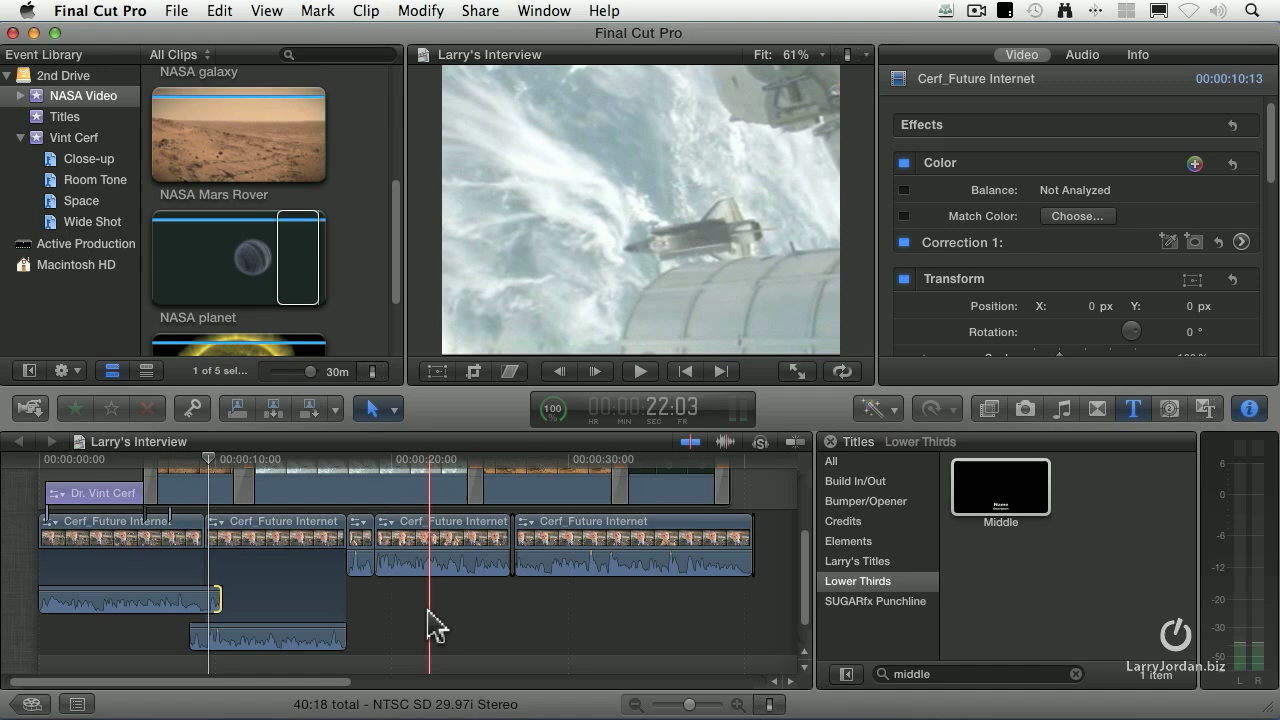 Final Cut Pro File Edit View Mark Clip Modify Share Window Help
Final Cut Pro
Event Library
All Clips
2nd Drive
NASA Video
Titles
Vint Cerf
Close-up
Room Tone
Space
Wide Shot
Active Production
Macintosh HD
NASA galaxy
NASA Mars Rover
NASA planet
1 of 5 sel...
30m
Larry's Interview
Fit: 61%
Video Audio Info
Cerf_Future Internet
00:00:10:13
Effects
Color
Balance: Not Analyzed
Match Color: Choose...
Correction 1:
Transform
Position: X: 0 px Y: 0 px
Rotation: 0 °
100 %
00:00:22:03
HR MIN SEC FR
Larry's Interview
00:00:00:00 00:00:10:00 00:00:20:00 00:00:30:00
Dr. Vint Cerf
Cerf_Future Internet
Cerf_Future Internet
Cerf_Future Internet
Cerf_Future Internet
40:18 total - NTSC SD 29.97i Stereo
Titles Lower Thirds
All
Build In/Out
Bumper/Opener
Credits
Elements
Larry's Titles
Lower Thirds
SUGARfx Punchline
Name
Middle
middle
1 item
LarryJordan.biz
6
0
-6
-12
-20
-30
-50
L R